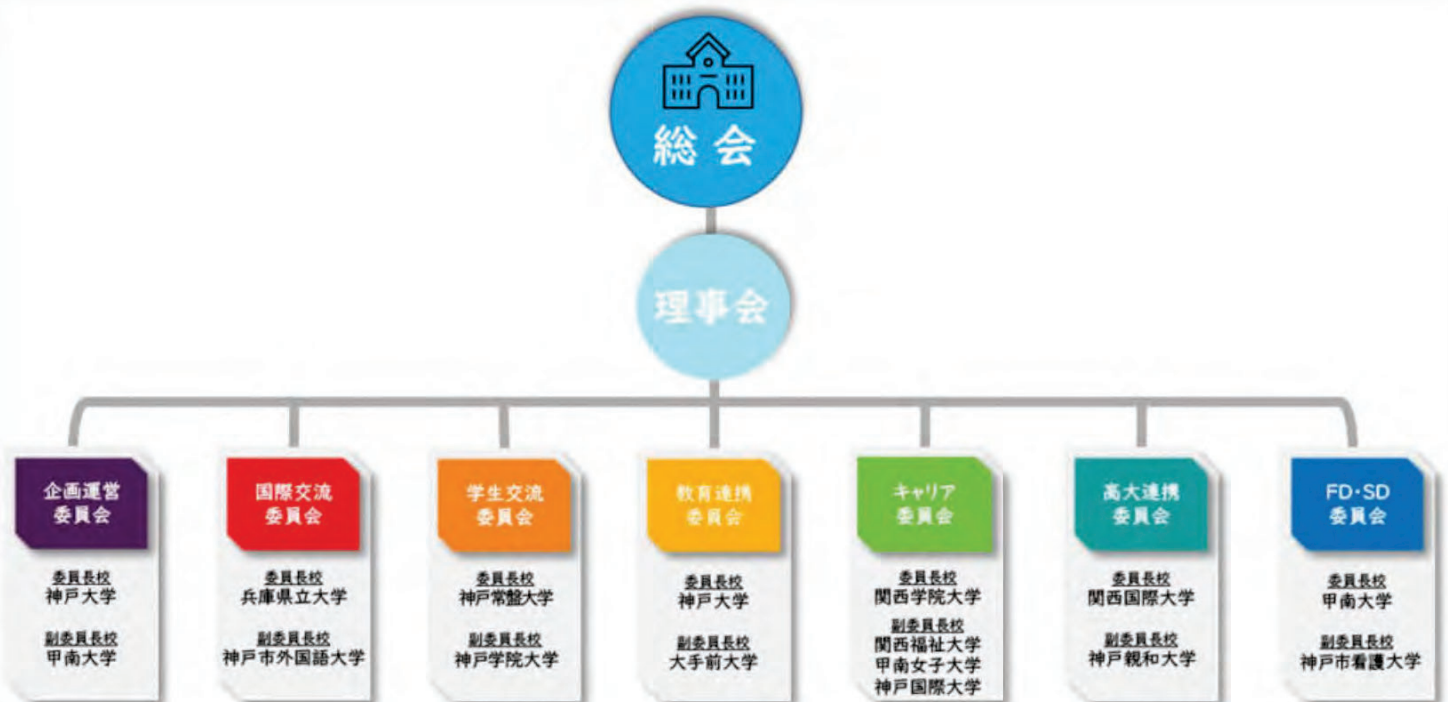 総会
理事会
企画運営
委員会
委員長校
神戸大学
副委員長校
甲南大学
国際交流
委員会
委員長校
兵庫県立大学
副委員長校
神戸市外国語大学
学生交流
委員会
委員長校
神戸常盤大学
副委員長校
神戸学院大学
教育連携
委員会
委員長校
神戸大学
副委員長校
大手前大学
キャリア
委員会
委員長校
関西学院大学
副委員長校
関西福祉大学
甲南女子大学
神戸国際大学
高大連携
委員会
委員長校
関西国際大学
副委員長校
神戸親和大学
FD・SD
委員会
委員長校
甲南大学
副委員長校
神戸市看護大学